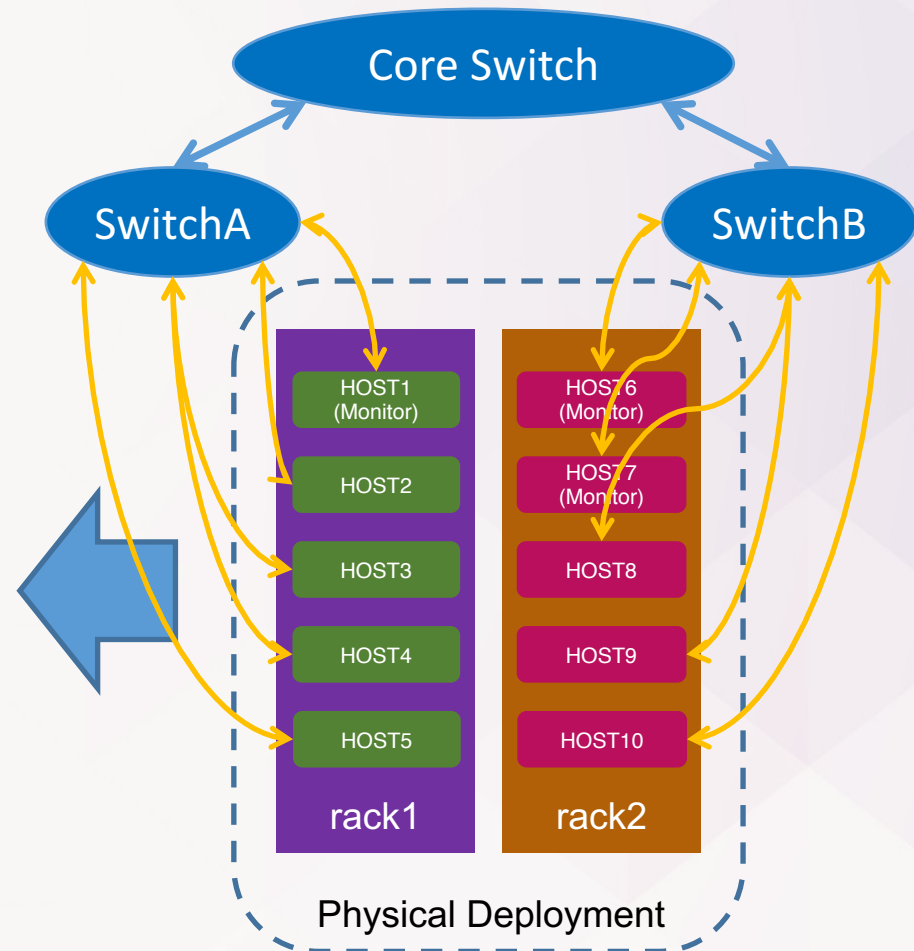 Core Switch
SwitchA
SwitchB
HOST1
(Monitor)
HOST2
HOST3
HOST4
HOST5
rack1
HOST6
(Monitor)
HOST7
(Monitor)
HOST8
HOST9
HOST10
rack2
Physical Deployment